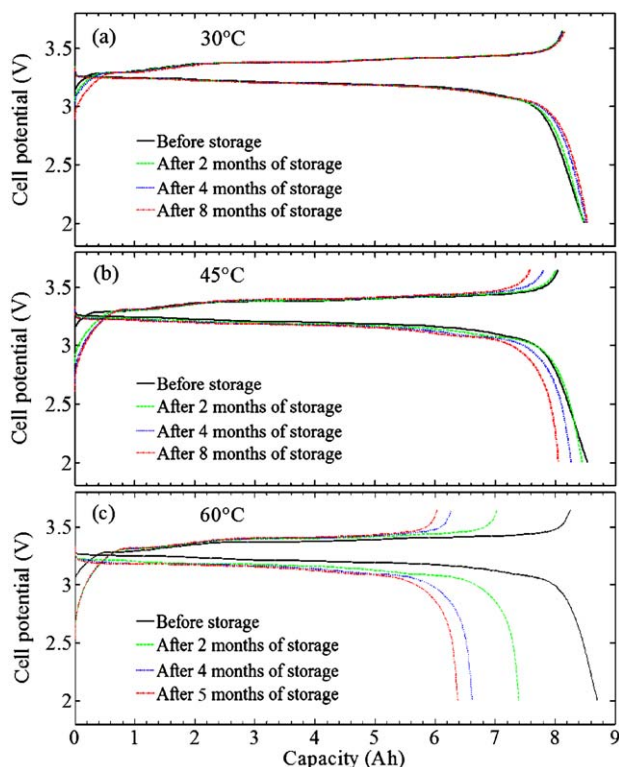 (a) 30°C
Cell potential (V)
3.5
3
2.5
2
Before storage
After 2 months of storage
After 4 months of storage
After 8 months of storage
(b) 45°C
Cell potential (V)
3.5
3
2.5
2
Before storage
After 2 months of storage
After 4 months of storage
After 8 months of storage
(c) 60°C
Cell potential (V)
3.5
3
2.5
2
Before storage
After 2 months of storage
After 4 months of storage
After 5 months of storage
0 1 2 3 4 5 6 7 8 9
Capacity (Ah)